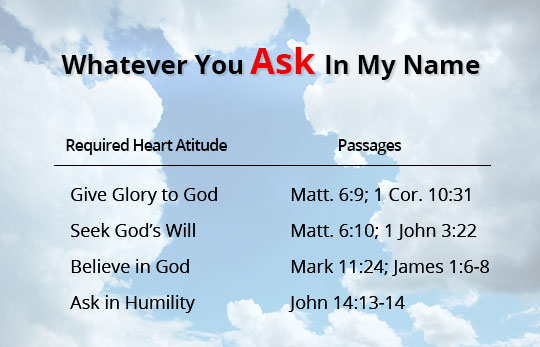 Whatever You Ask In My Name
Required Heart Atitude Passages
Give Glory to God Matt. 6:9; 1 Cor. 10:31
Seek God's Will Matt. 6:10; 1 John 3:22
Believe in God Mark 11:24; James 1:6-8
Ask in Humility John 14:13-14